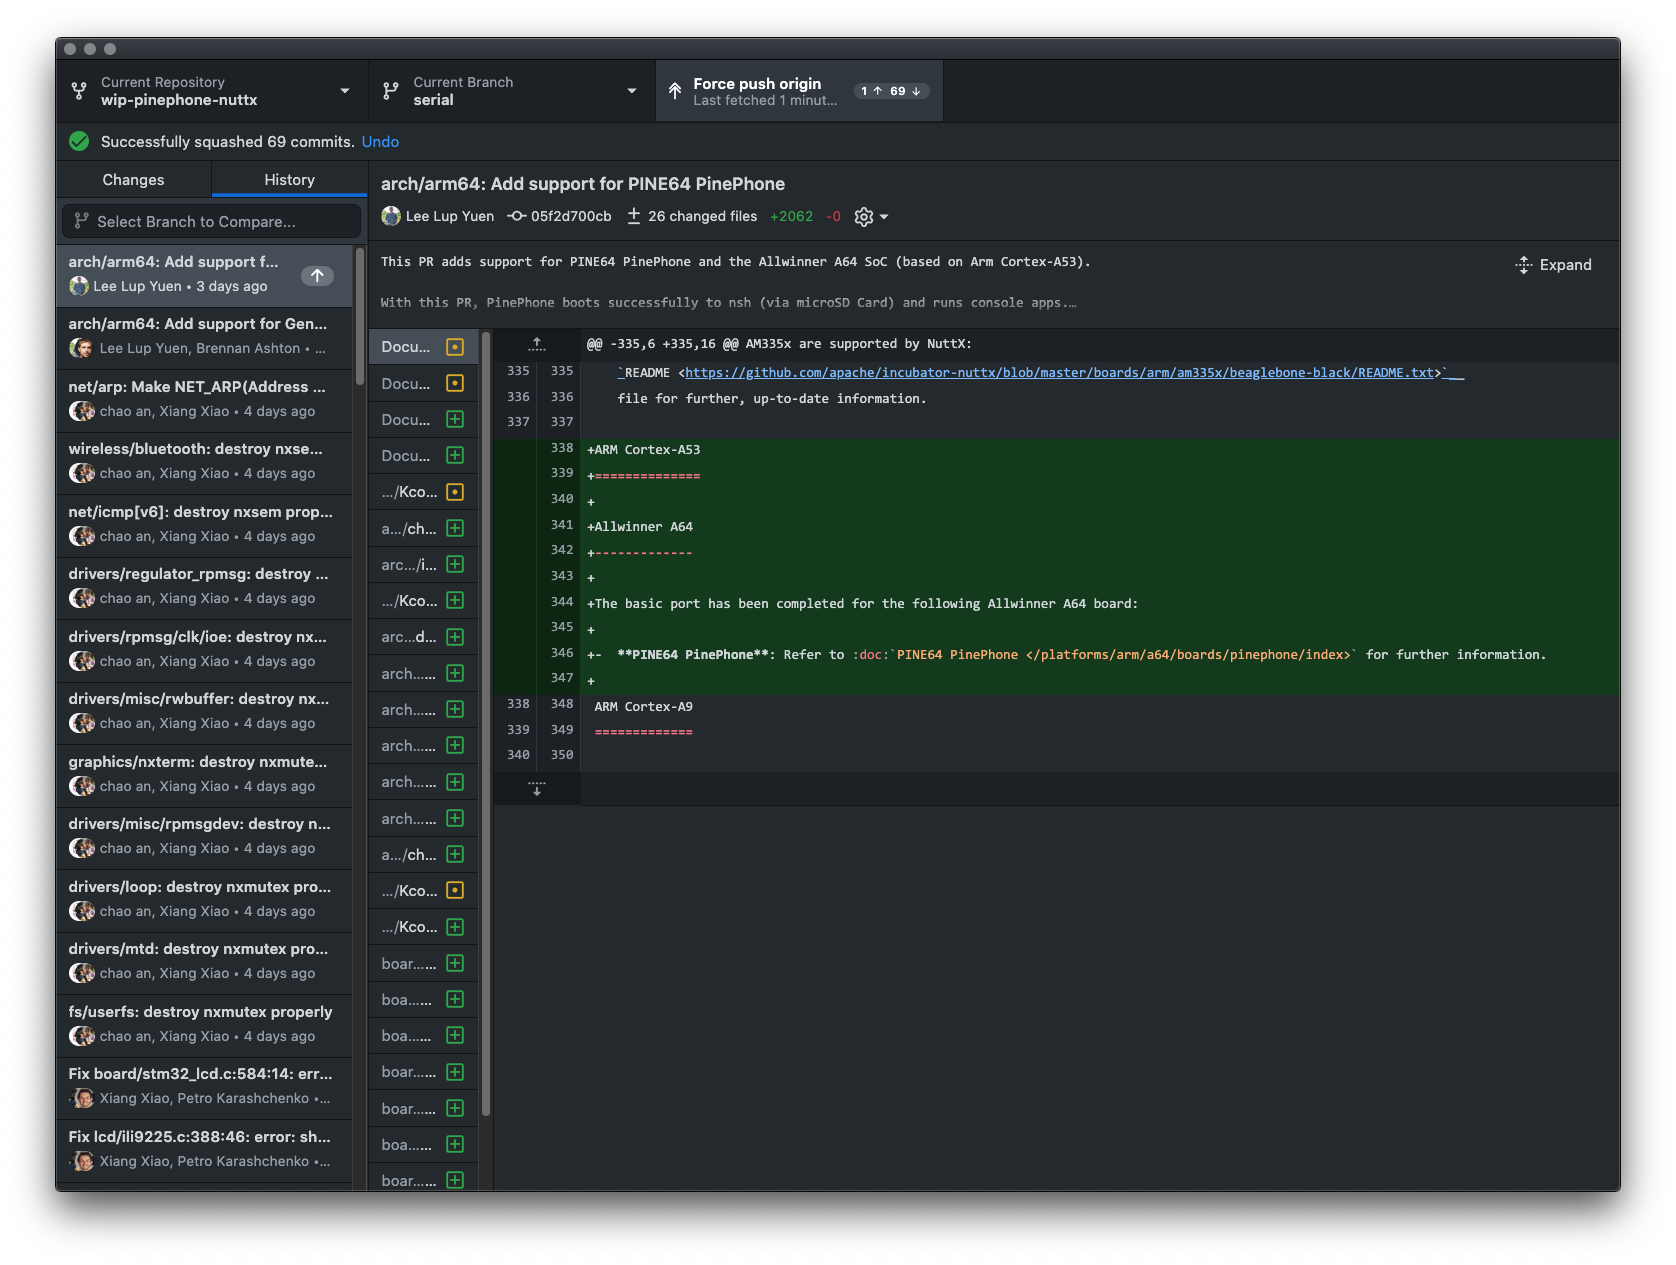 Current Repository
wip-pinephone-nuttx
Current Branch
serial
Force push origin
Last fetched 1 minut...
1 ↑ 69 ↓
Successfully squashed 69 commits. Undo
Changes
History
Select Branch to Compare...
arch/arm64: Add support f...
Lee Lup Yuen • 3 days ago
arch/arm64: Add support for Gen...
Lee Lup Yuen, Brennan Ashton • ...
net/arp: Make NET_ARP(Address ...
chao an, Xiang Xiao • 4 days ago
wireless/bluetooth: destroy nxse...
chao an, Xiang Xiao • 4 days ago
net/icmp[v6]: destroy nxsem prop...
chao an, Xiang Xiao • 4 days ago
drivers/regulator_rpmsg: destroy ...
chao an, Xiang Xiao • 4 days ago
drivers/rpmsg/clk/ioe: destroy nx...
chao an, Xiang Xiao • 4 days ago
drivers/misc/rwbuffer: destroy nx...
chao an, Xiang Xiao • 4 days ago
graphics/nxterm: destroy nxmute...
chao an, Xiang Xiao • 4 days ago
drivers/misc/rpmsgdev: destroy n...
chao an, Xiang Xiao • 4 days ago
drivers/loop: destroy nxmutex pro...
chao an, Xiang Xiao • 4 days ago
drivers/mtd: destroy nxmutex pro...
chao an, Xiang Xiao • 4 days ago
fs/userfs: destroy nxmutex properly
chao an, Xiang Xiao • 4 days ago
Fix board/stm32_lcd.c:584:14: err...
Xiang Xiao, Petro Karashchenko •...
Fix lcd/ili9225.c:388:46: error: sh...
Xiang Xiao, Petro Karashchenko •...
arch/arm64: Add support for PINE64 PinePhone
Lee Lup Yuen 05f2d700cb 26 changed files +2062 -0
This PR adds support for PINE64 PinePhone and the Allwinner A64 SoC (based on Arm Cortex-A53).
Expand
With this PR, PinePhone boots successfully to nsh (via microSD Card) and runs console apps.…
Docu...
Docu...
Docu...
Docu...
.../Kco...
a.../ch...
arc.../i...
.../Kco...
arc...d...
arch......
arch......
arch......
arch......
arch......
a.../ch...
.../Kco...
.../Kco...
boar......
boa......
boa......
boar......
boar......
boa......
boar......
@@ -335,6 +335,16 @@ AM335x are supported by NuttX:
335 335 `README <https://github.com/apache/incubator-nuttx/blob/master/boards/arm/am335x/beaglebone-black/README.txt>`__
336 336 file for further, up-to-date information.
337 337
338 +ARM Cortex-A53
339 +==============
340 +
341 +Allwinner A64
342 +-------------
343 +
344 +The basic port has been completed for the following Allwinner A64 board:
345 +
346 +-  **PINE64 PinePhone**: Refer to :doc:`PINE64 PinePhone </platforms/arm/a64/boards/pinephone/index>` for further information.
347 +
338 348 ARM Cortex-A9
339 349 =============
340 350